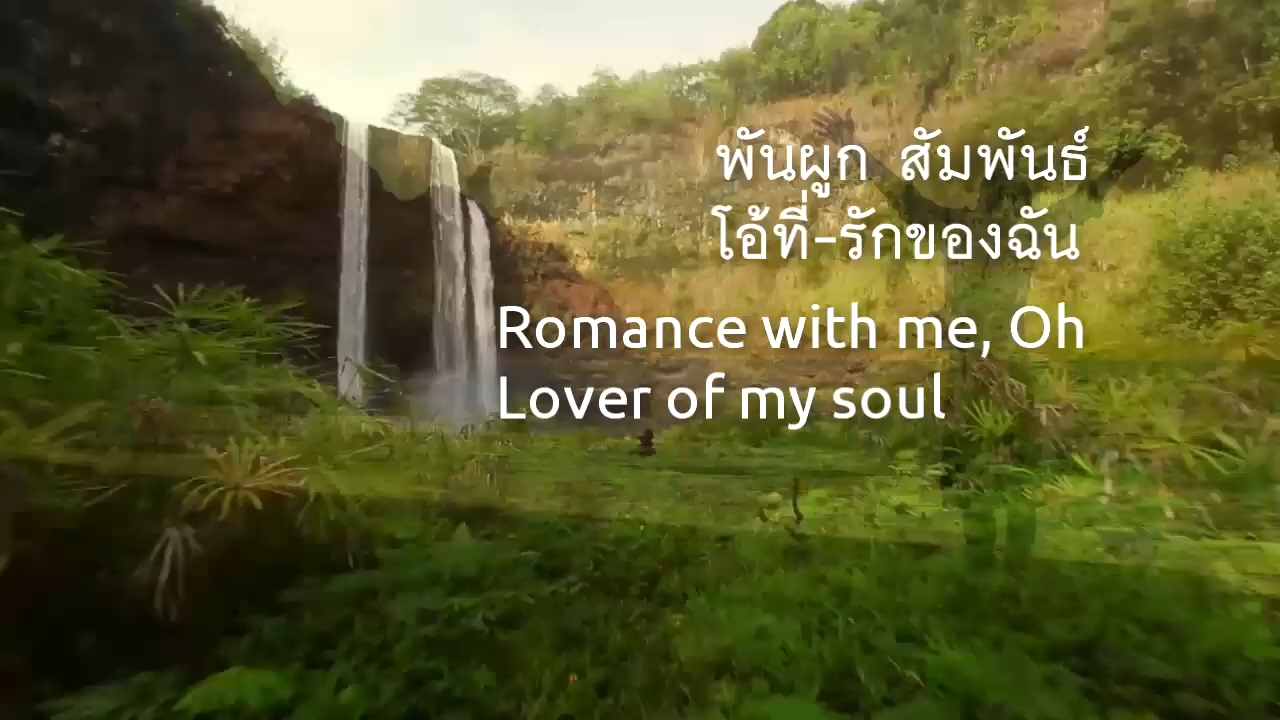 พันผูก สัมพันธ์
โอ้ที่-รักของฉัน
Romance with me, Oh
Lover of my soul